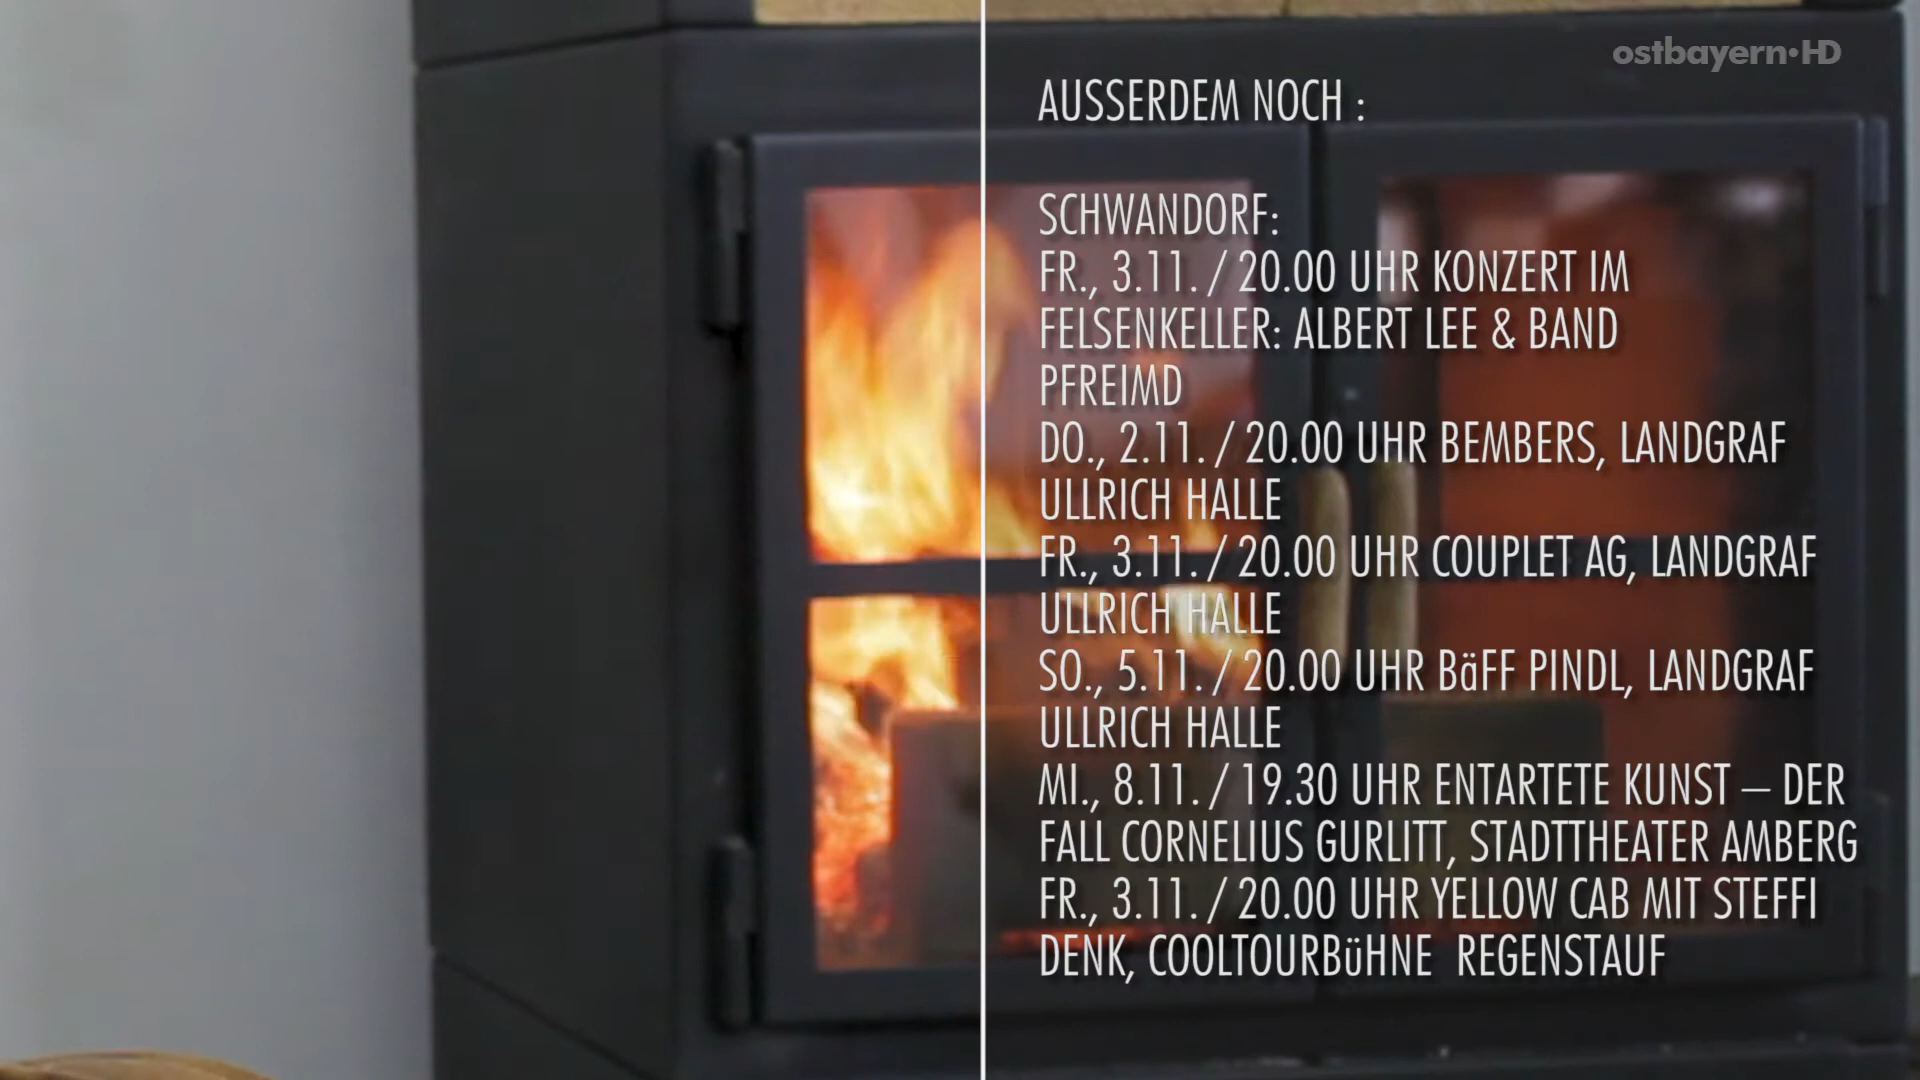 ostbayern•HD
AUSSERDEM NOCH :
SCHWANDORF:
FR., 3.11. / 20.00 UHR KONZERT IM
FELSENKELLER: ALBERT LEE & BAND
PFREIMD
DO., 2.11. / 20.00 UHR BEMBERS, LANDGRAF
ULLRICH HALLE
FR., 3.11. / 20.00 UHR COUPLET AG, LANDGRAF
ULLRICH HALLE
SO., 5.11. / 20.00 UHR BäFF PINDL, LANDGRAF
ULLRICH HALLE
MI., 8.11. / 19.30 UHR ENTARTETE KUNST – DER
FALL CORNELIUS GURLITT, STADTTHEATER AMBERG
FR., 3.11. / 20.00 UHR YELLOW CAB MIT STEFFI
DENK, COOLTOURBüHNE REGENSTAUF